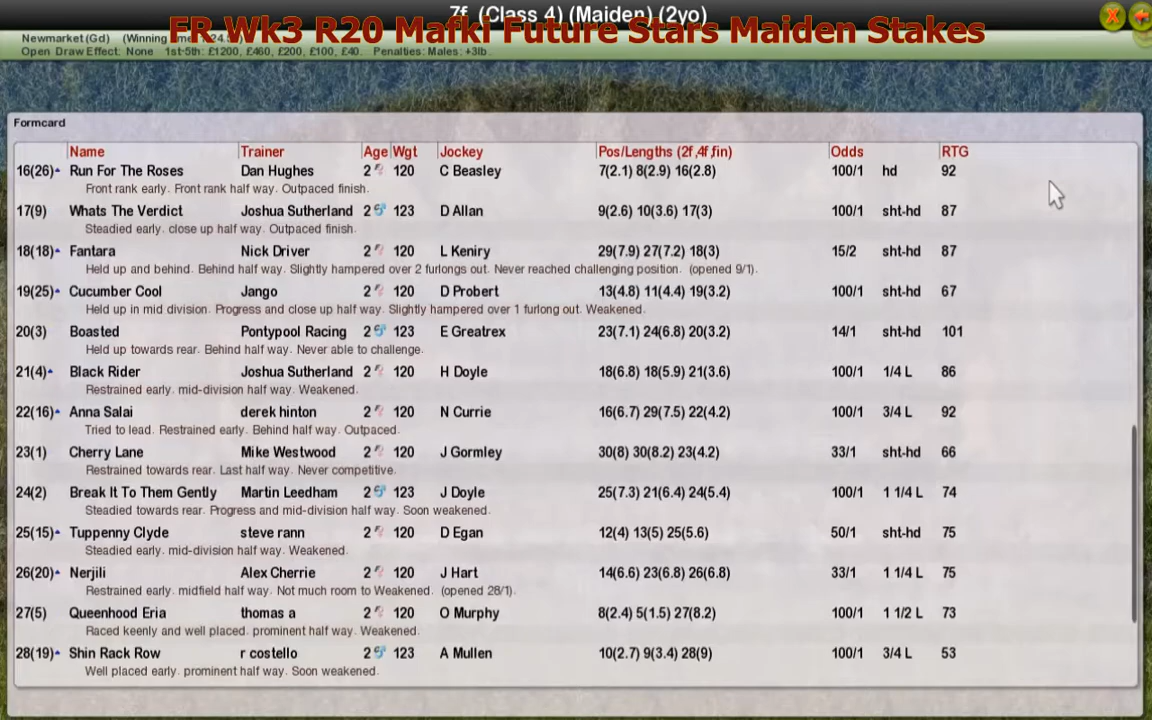 7f. (Class 4) (Maiden) (2yo)
FR Wk3 R20 Mafki Future Stars Maiden Stakes
Newmarket(Gd) (Winning
Open Draw Effect: None 1st-5th: £1200, £460, £200, £100, £40. Penalties: Males: +3lb.
Formcard
Name Trainer Age Wgt Jockey Pos/Lengths (2f,4f,fin) Odds RTG
16(26) Run For The Roses Dan Hughes 2 120 C Beasley 7(2.1) 8(2.9) 16(2.8) 100/1 hd 92
Front rank early. Front rank half way. Outpaced finish.
17(9) Whats The Verdict Joshua Sutherland 2 123 D Allan 9(2.6) 10(3.6) 17(3) 100/1 sht-hd 87
Steadied early. close up half way. Outpaced finish.
18(18) Fantara Nick Driver 2 120 L Keniry 29(7.9) 27(7.2) 18(3) 15/2 sht-hd 87
Held up and behind. Behind half way. Slightly hampered over 2 furlongs out. Never reached challenging position. (opened 9/1).
19(25) Cucumber Cool Jango 2 120 D Probert 13(4.8) 11(4.4) 19(3.2) 100/1 sht-hd 67
Held up in mid division. Progress and close up half way. Slightly hampered over 1 furlong out. Weakened.
20(3) Boasted Pontypool Racing 2 123 E Greatrex 23(7.1) 24(6.8) 20(3.2) 14/1 sht-hd 101
Held up towards rear. Behind half way. Never able to challenge.
21(4) Black Rider Joshua Sutherland 2 120 H Doyle 18(6.8) 18(5.9) 21(3.6) 100/1 1/4 L 86
Restrained early. mid-division half way. Weakened.
22(16) Anna Salai derek hinton 2 120 N Currie 16(6.7) 29(7.5) 22(4.2) 100/1 3/4 L 92
Tried to lead. Restrained early. Behind half way. Outpaced.
23(1) Cherry Lane Mike Westwood 2 120 J Gormley 30(8) 30(8.2) 23(4.2) 33/1 sht-hd 66
Restrained towards rear. Last half way. Never competitive.
24(2) Break It To Them Gently Martin Leedham 2 123 J Doyle 25(7.3) 21(6.4) 24(5.4) 100/1 1 1/4 L 74
Steadied towards rear. Progress and mid-division half way. Soon weakened.
25(15) Tuppenny Clyde steve rann 2 120 D Egan 12(4) 13(5) 25(5.6) 50/1 sht-hd 75
Steadied early. mid-division half way. Weakened.
26(20) Nerjili Alex Cherrie 2 120 J Hart 14(6.6) 23(6.8) 26(6.8) 33/1 1 1/4 L 75
Restrained early. midfield half way. Not much room to Weakened. (opened 28/1).
27(5) Queenhood Eria thomas a 2 120 O Murphy 8(2.4) 5(1.5) 27(8.2) 100/1 1 1/2 L 73
Raced keenly and well placed. prominent half way. Weakened.
28(19) Shin Rack Row r costello 2 123 A Mullen 10(2.7) 9(3.4) 28(9) 100/1 3/4 L 53
Well placed early. prominent half way. Soon weakened.